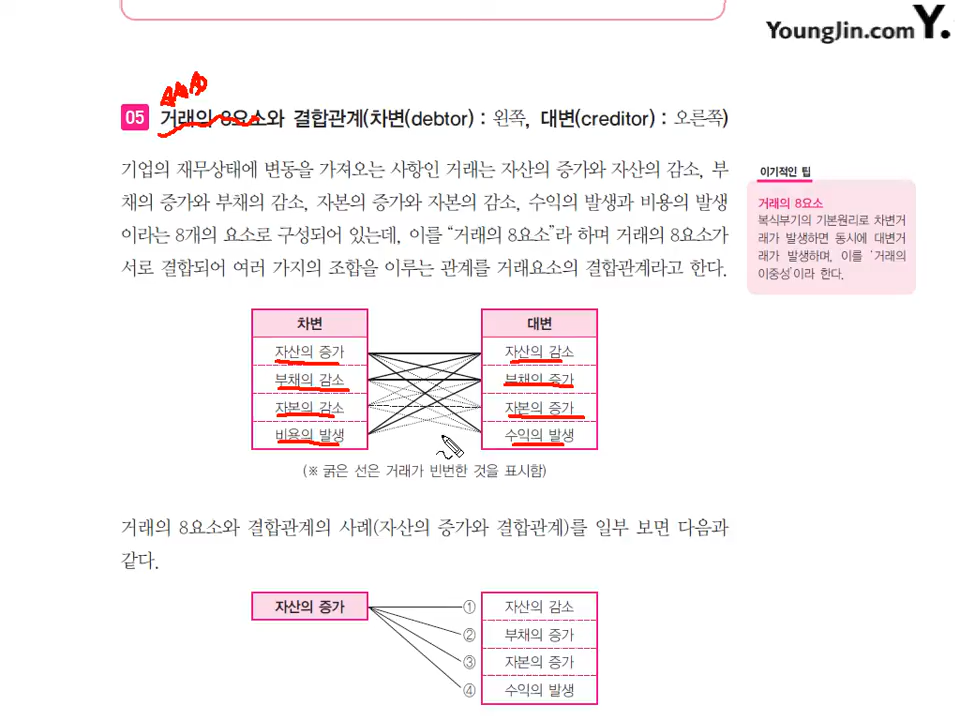 YoungJin.com Y.
05 거래의 8요소와 결합관계(차변(debtor) : 왼쪽, 대변(creditor) : 오른쪽)
기업의 재무상태에 변동을 가져오는 사항인 거래는 자산의 증가와 자산의 감소, 부
채의 증가와 부채의 감소, 자본의 증가와 자본의 감소, 수익의 발생과 비용의 발생
이라는 8개의 요소로 구성되어 있는데, 이를 “거래의 8요소”라 하며 거래의 8요소가
서로 결합되어 여러 가지의 조합을 이루는 관계를 거래요소의 결합관계라고 한다.
이기적인 팁
거래의 8요소
복식부기의 기본원리로 차변거
래가 발생하면 동시에 대변거
래가 발생하며, 이를 ‘거래의
이중성’이라 한다.
차변 대변
자산의 증가 자산의 감소
부채의 감소 부채의 증가
자본의 감소 자본의 증가
비용의 발생 수익의 발생
(※ 굵은 선은 거래가 빈번한 것을 표시함)
거래의 8요소와 결합관계의 사례(자산의 증가와 결합관계)를 일부 보면 다음과
같다.
자산의 증가 ① 자산의 감소
② 부채의 증가
③ 자본의 증가
④ 수익의 발생